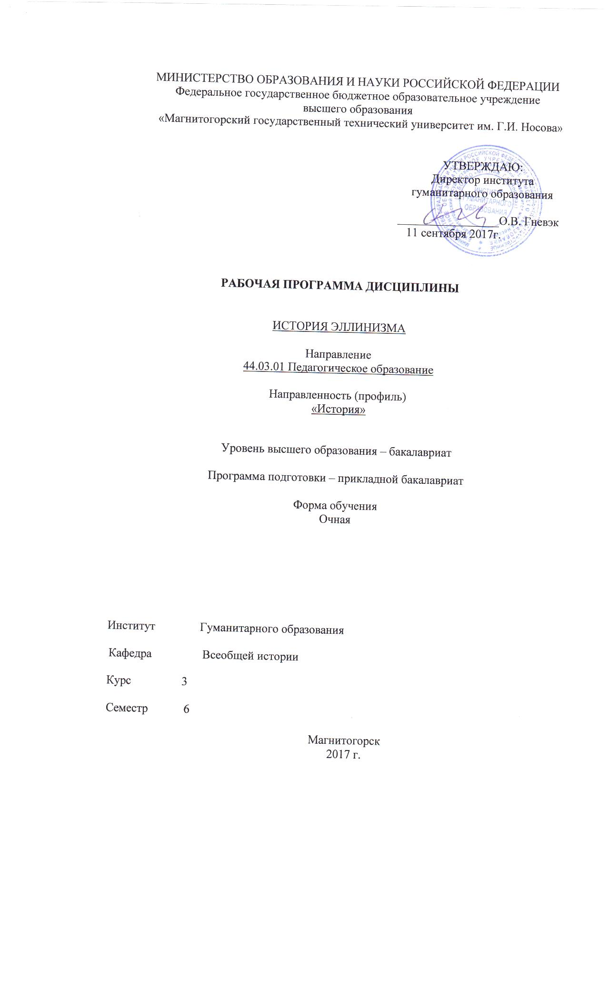 МИНИСТЕРСТВО ОБРАЗОВАНИЯ И НАУКИ РОССИЙСКОЙ ФЕДЕРАЦИИ
Федеральное государственное бюджетное образовательное учреждение
высшего образования
«Магнитогорский государственный технический университет им. Г.И. Носова»
УТВЕРЖДАЮ:
Директор института
гуманитарного образования
О.В. Гневэк
11 сентября 2017г.
ИНСТИТУТ
ГУМАНИТАРНОГО
ОБРАЗОВАНИЯ
РАБОЧАЯ ПРОГРАММА ДИСЦИПЛИНЫ
ИСТОРИЯ ЭЛЛИНИЗМА
Направление
44.03.01 Педагогическое образование
Направленность (профиль)
«История»
Уровень высшего образования – бакалавриат
Программа подготовки – прикладной бакалавриат
Форма обучения
Очная
Институт Гуманитарного образования
Кафедра Всеобщей истории
Курс 3
Семестр 6
Магнитогорск
2017 г.